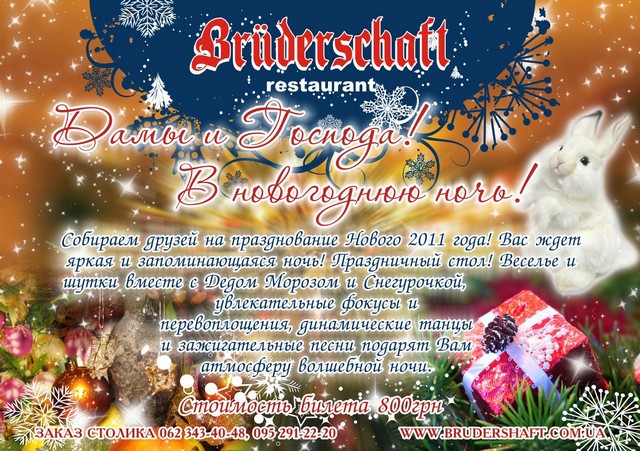 Brüderschaft
restaurant
Дамы и Господа!
В новогоднюю ночь!
Собираем друзей на празднование Нового 2011 года! Вас ждет
яркая и запоминающаяся ночь! Праздничный стол! Веселье и
шутки вместе с Дедом Морозом и Снегурочкой,
увлекательные фокусы и
перевоплощения, динамические танцы
и зажигательные песни подарят Вам
атмосферу волшебной ночи.
Стоимость билета 800грн
ЗАКАЗ СТОЛИКА 062 343-40-48, 095 291-22-20 WWW.BRUDERSHAFT.COM.UA